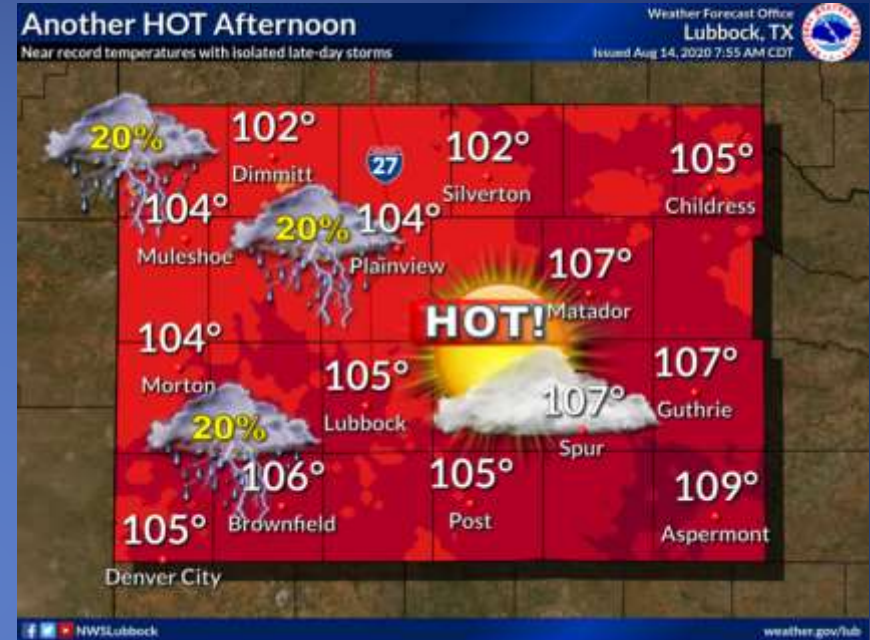 Another HOT Afternoon
Near record temperatures with isolated late-day storms
Weather Forecast Office
Lubbock, TX
Issued Aug 14, 2020 7:55 AM CDT
20%
102°
Dimmitt
27
102°
Silverton
105°
Childress
104°
Muleshoe
20%
104°
Plainview
107°
Matador
HOT!
104°
Morton
105°
Lubbock
107°
Spur
107°
Guthrie
20%
106°
Brownfield
105°
Post
109°
Aspermont
105°
Denver City
NWSLubbock
weather.gov/lub